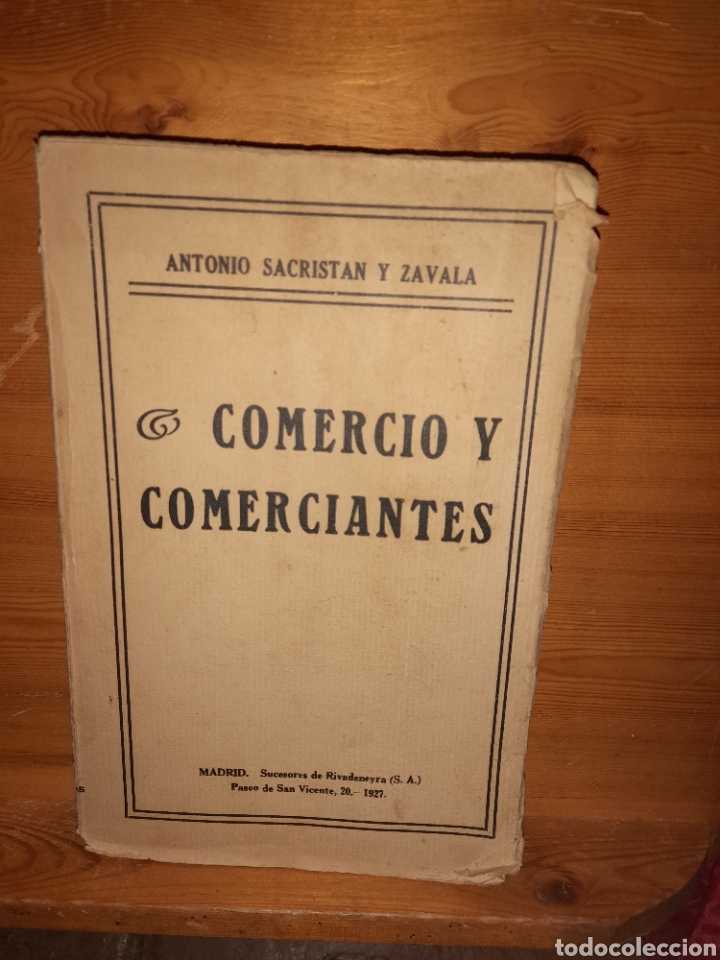 ANTONIO SACRISTAN Y ZAVALA
COMERCIO Y
COMERCIANTES
MADRID. Sucesores de Rivadeneyra (S. A.)
Paseo de San Vicente, 20.— 1927.
todocoleccion